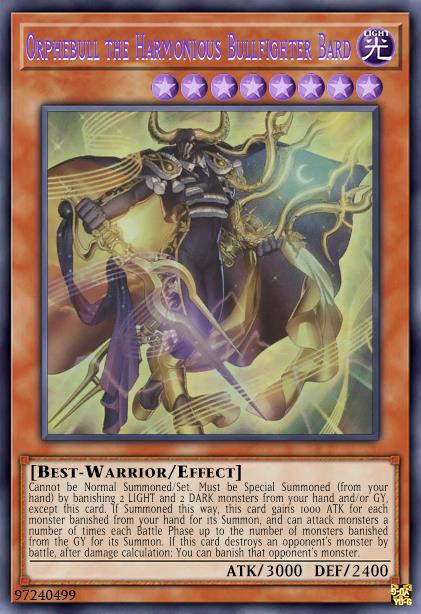 Orphebull the Harmonious Bullfighter Bard
LIGHT
光
[Best-Warrior/Effect]
Cannot be Normal Summoned/Set. Must be Special Summoned (from your
hand) by banishing 2 LIGHT and 2 DARK monsters from your hand and/or GY,
except this card. If Summoned this way, this card gains 1000 ATK for each
monster banished from your hand for its Summon, and can attack monsters a
number of times each Battle Phase up to the number of monsters banished
from the GY for its Summon. If this card destroys an opponent's monster by
battle, after damage calculation: You can banish that opponent's monster.
ATK/3000 DEF/2400
97240499